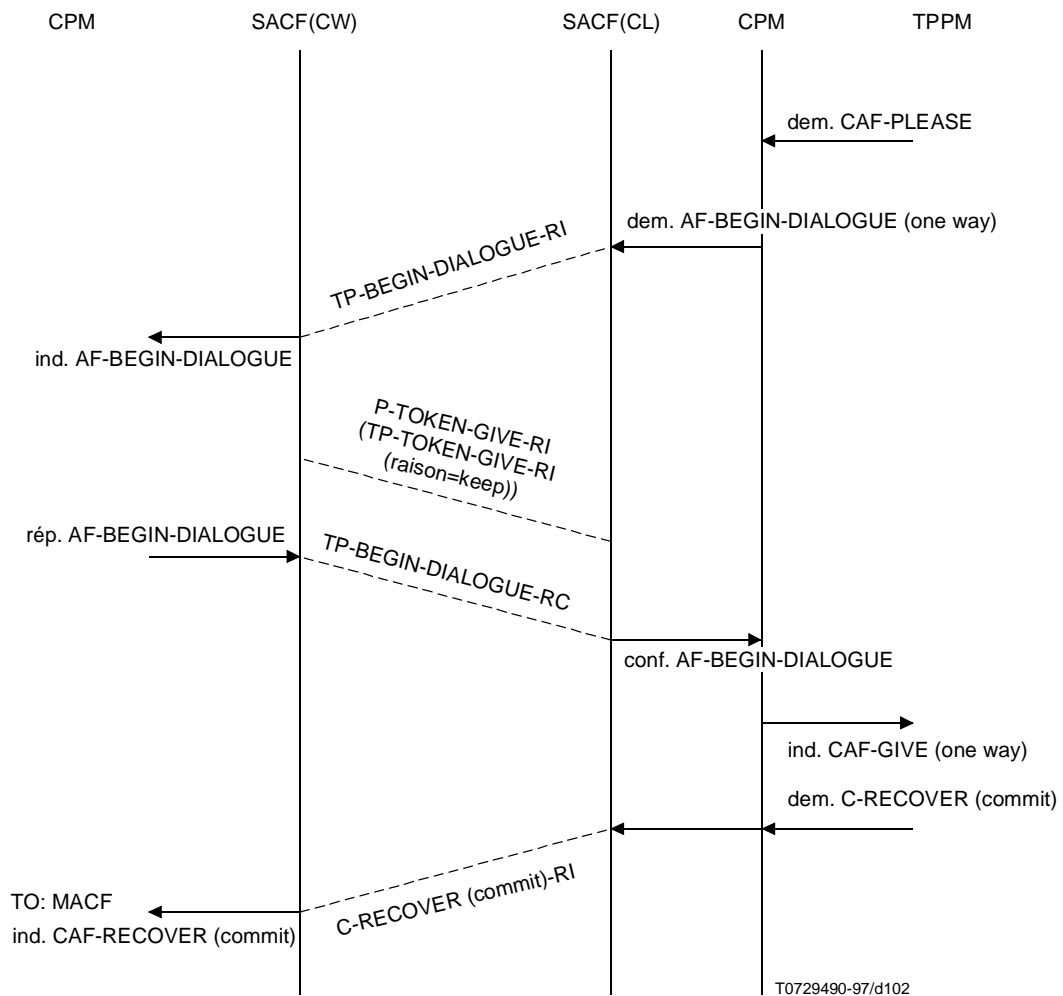 CPM SACF(CW) SACF(CL) CPM TPPM
dem. CAF-PLEASE
dem. AF-BEGIN-DIALOGUE (one way)
TP-BEGIN-DIALOGUE-RI
ind. AF-BEGIN-DIALOGUE
P-TOKEN-GIVE-RI
(TP-TOKEN-GIVE-RI
(raison=keep))
rép. AF-BEGIN-DIALOGUE
TP-BEGIN-DIALOGUE-RC
conf. AF-BEGIN-DIALOGUE
ind. CAF-GIVE (one way)
dem. C-RECOVER (commit)
C-RECOVER (commit)-RI
TO: MACF
ind. CAF-RECOVER (commit)
T0729490-97/d102